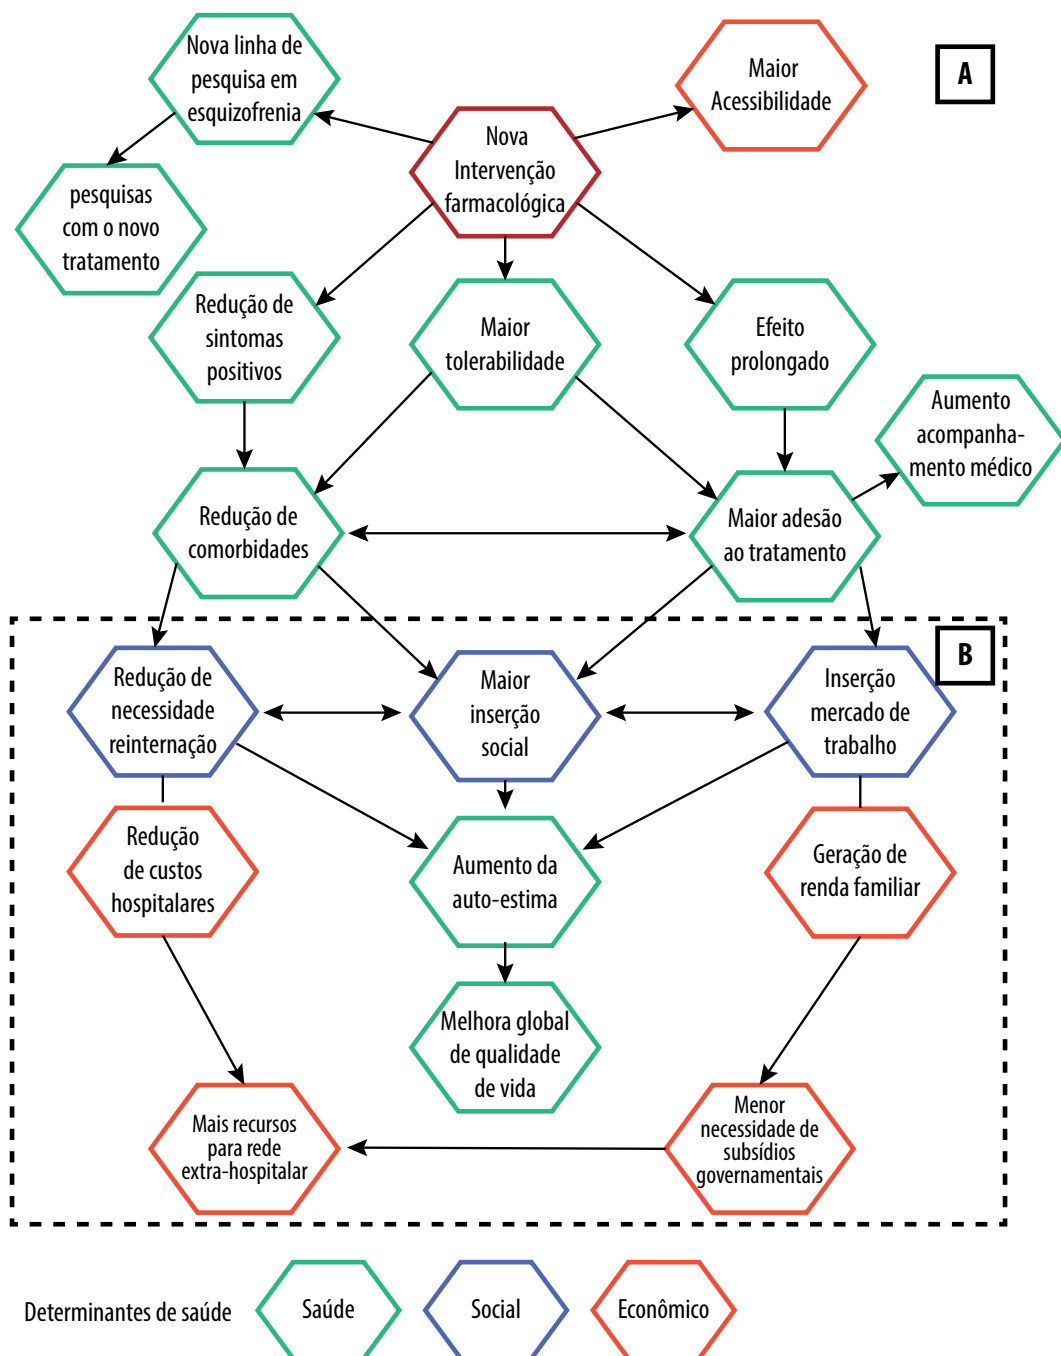 Nova linha de
pesquisa em
esquizofrenia
Maior
Acessibilidade
A
Nova
Intervenção
farmacológica
pesquisas
com o novo
tratamento
Redução de
sintomas
positivos
Maior
tolerabilidade
Efeito
prolongado
Aumento
acompanha-
mento médico
Redução de
comorbidades
Maior adesão
ao tratamento
B
Redução de
necessidade
reinternação
Maior
inserção
social
Inserção
mercado de
trabalho
Redução
de custos
hospitalares
Aumento da
auto-estima
Geração de
renda familiar
Melhora global
de qualidade
de vida
Mais recursos
para rede
extra-hospitalar
Menor
necessidade de
subsídios
governamentais
Determinantes de saúde
Saúde
Social
Econômico